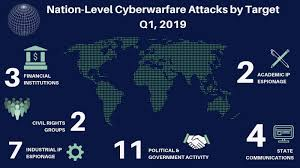 Nation-Level Cyberwarfare Attacks by Target
Q1, 2019
3
FINANCIAL
INSTITUTIONS
2
ACADEMIC IP
ESPIONAGE
2
CIVIL RIGHTS
GROUPS
7
INDUSTRIAL IP
ESPIONAGE
11
POLITICAL &
GOVERNMENT ACTIVITY
4
STATE
COMMUNICATIONS